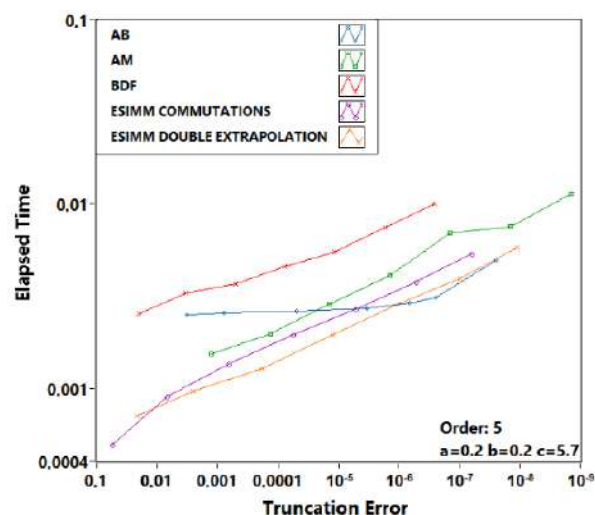 0.1
AB
AM
BDF
ESIMM COMMUTATIONS
ESIMM DOUBLE EXTRAPOLATION
0.01
Elapsed Time
0.001
Order: 5
a=0.2 b=0.2 c=5.7
0.0004
0.1 0.01 0.001 0.0001 10⁻⁵ 10⁻⁶ 10⁻⁷ 10⁻⁸ 10⁻⁹
Truncation Error